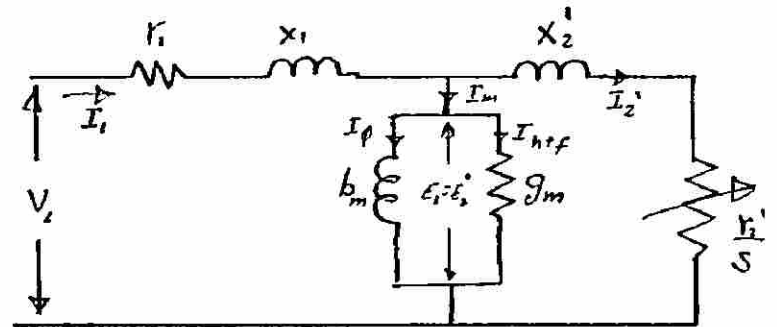 r₁ x₁ x₂'
I₁ Iₘ I₂'
Iφ Iₕ₊f
V₁ bₘ E₁=E₂' gₘ r₂'/s